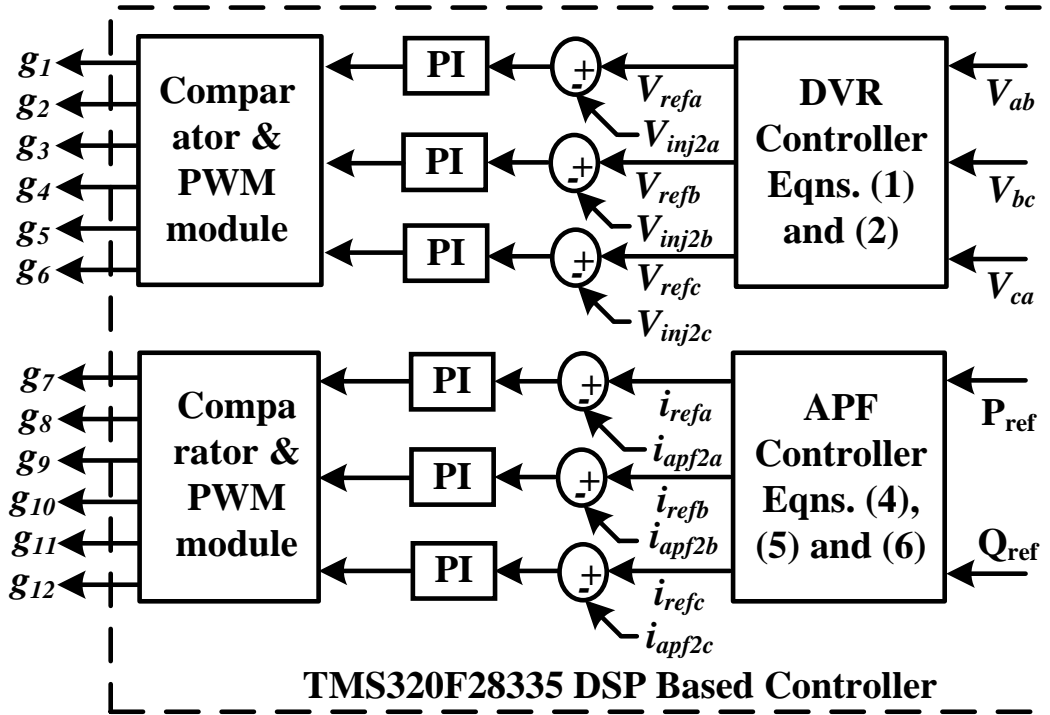 g1
g2
g3
g4
g5
g6
Compar
ator &
PWM
module
PI
PI
PI
+
-
+
-
+
-
Vrefa
Vinj2a
Vrefb
Vinj2b
Vrefc
Vinj2c
DVR
Controller
Eqns. (1)
and (2)
Vab
Vbc
Vca
g7
g8
g9
g10
g11
g12
Compa
rator &
PWM
module
PI
PI
PI
+
-
+
-
+
-
irefa
iapf2a
irefb
iapf2b
irefc
iapf2c
APF
Controller
Eqns. (4),
(5) and (6)
Pref
Qref
TMS320F28335 DSP Based Controller